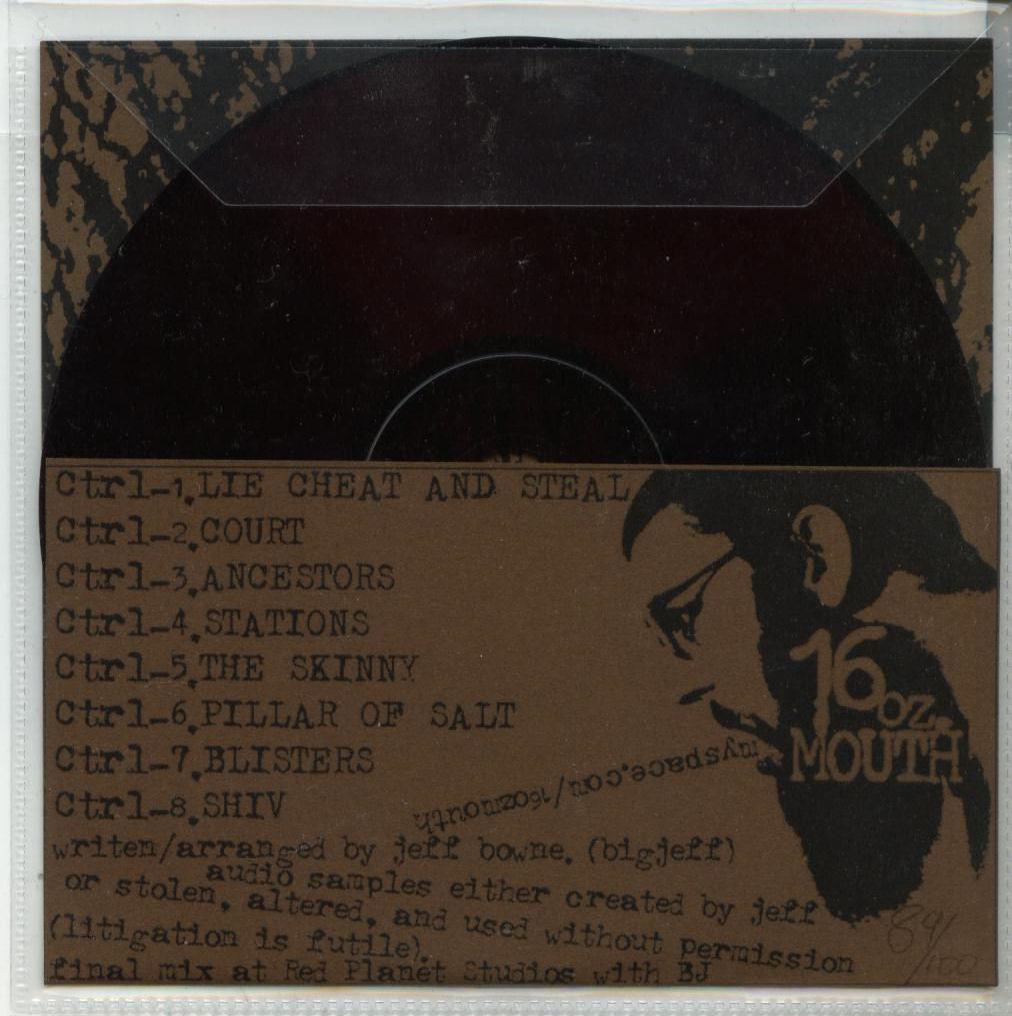 Ctrl-1.LIE CHEAT AND STEAL
Ctrl-2.COURT
Ctrl-3.ANCESTORS
Ctrl-4.STATIONS
Ctrl-5.THE SKINNY
Ctrl-6.PILLAR OF SALT
Ctrl-7.BLISTERS
Ctrl-8.SHIV
16oz.
MOUTH
myspace.com/16ozmouth
writen/arranged by jeff bowne. (bigjeff)
audio samples either created by jeff
or stolen, altered, and used without permission
(litigation is futile).
final mix at Red Planet Studios with BJ
89/100